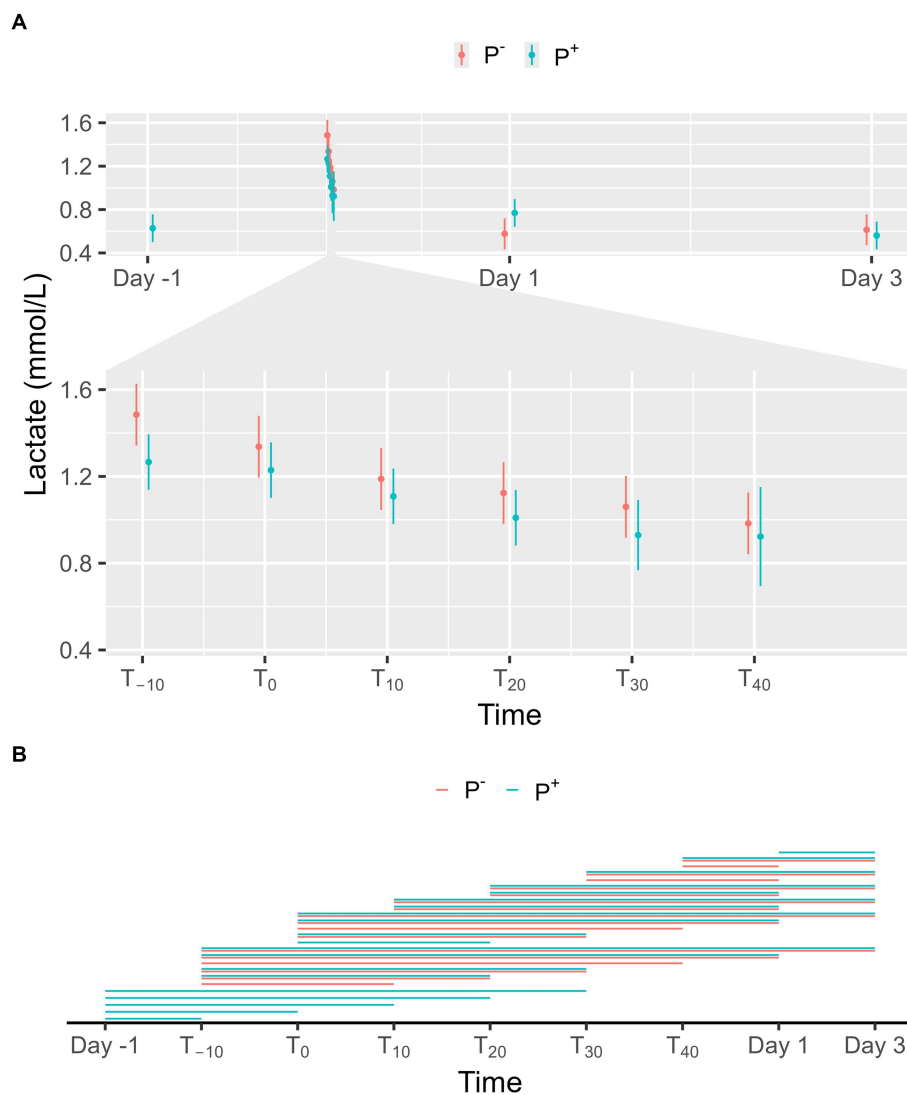 A
P⁻ P⁺
1.6
1.2
0.8
0.4
Day -1 Day 1 Day 3
Lactate (mmol/L)
1.6
1.2
0.8
0.4
T₋₁₀ T₀ T₁₀ T₂₀ T₃₀ T₄₀
Time
B
P⁻ P⁺
Day -1 T₋₁₀ T₀ T₁₀ T₂₀ T₃₀ T₄₀ Day 1 Day 3
Time